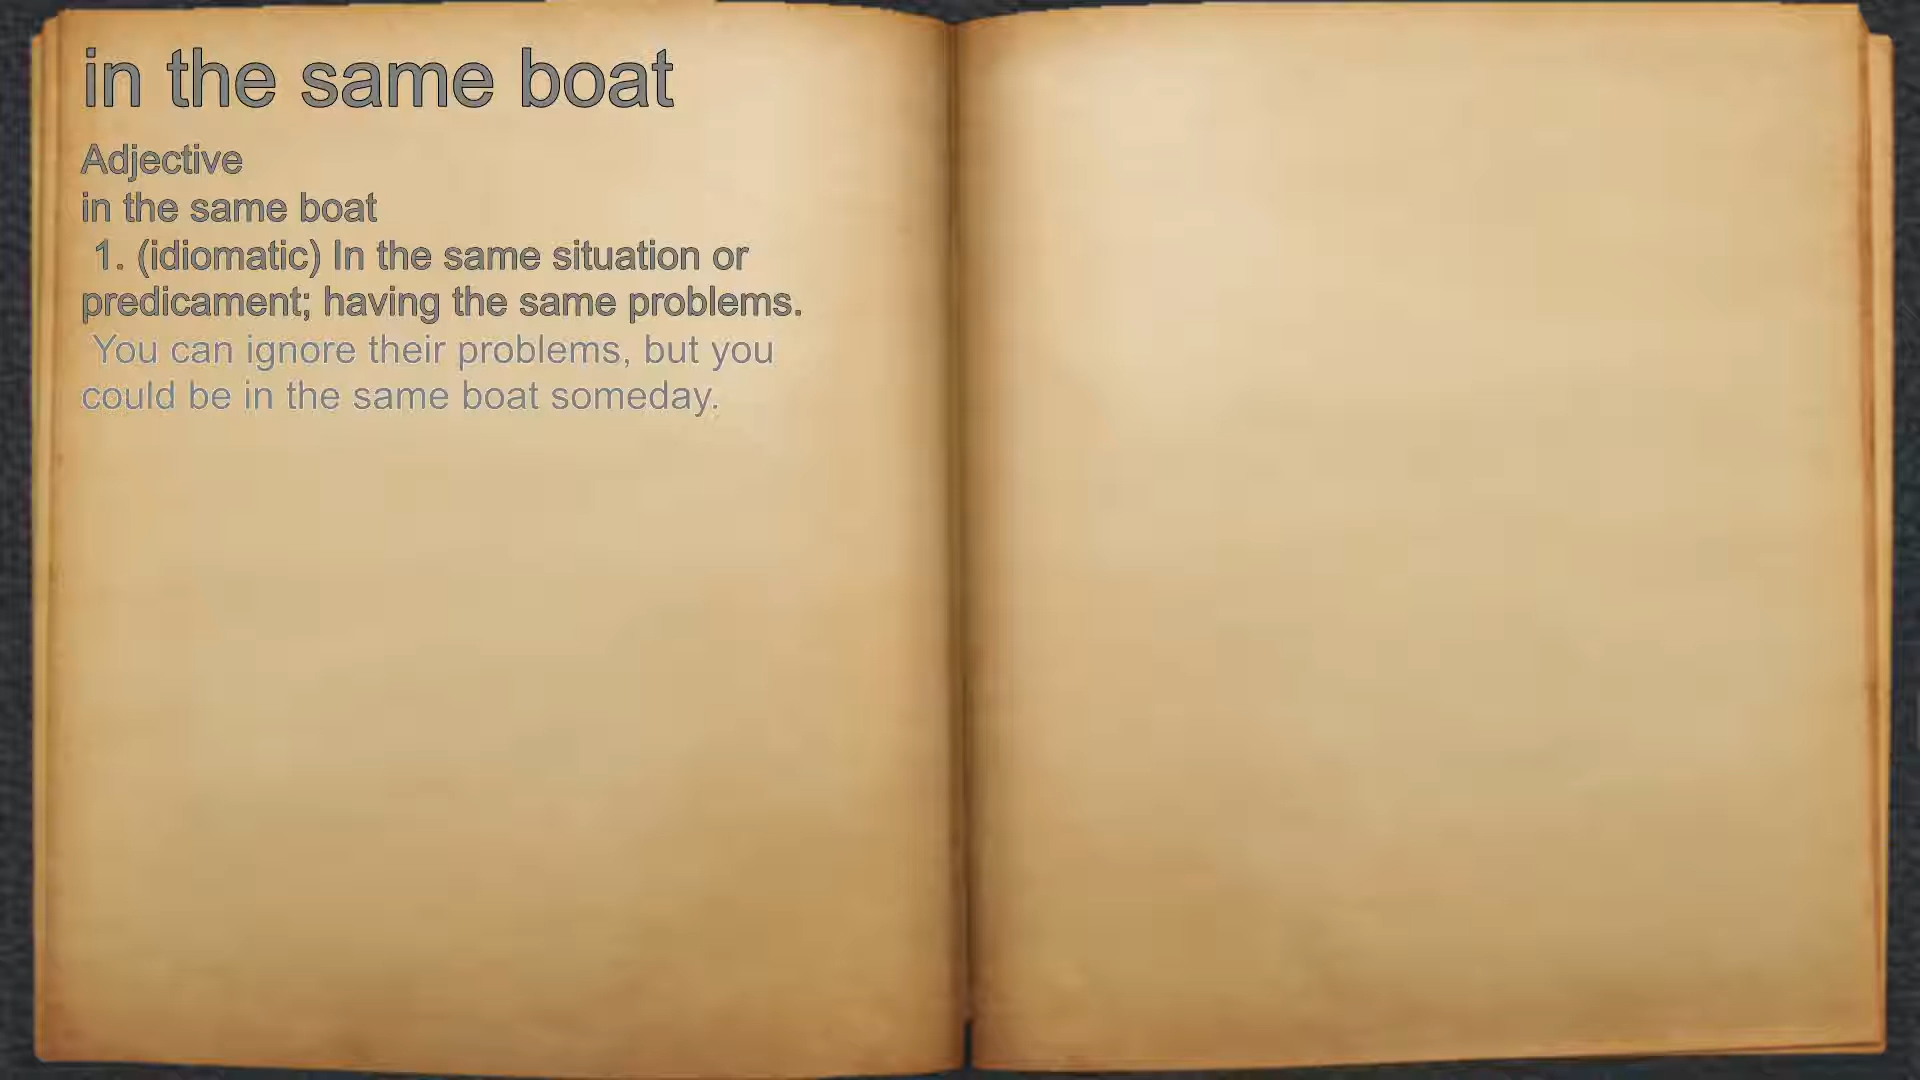 in the same boat
Adjective
in the same boat
1. (idiomatic) In the same situation or
predicament; having the same problems.
You can ignore their problems, but you
could be in the same boat someday.